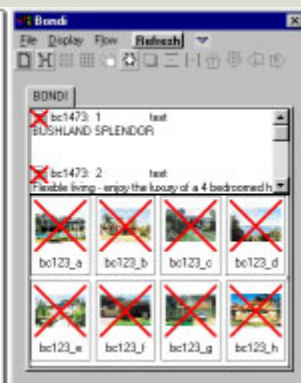 Bondi
File Display Flow Refresh
BONDI
bc1473: 1 text
BUSHLAND SPLENDOR
bc1473: 2 text
Flexible living - enjoy the luxury of a 4 bedroomed h
bc123_a bc123_b bc123_c bc123_d
bc123_e bc123_f bc123_g bc123_h